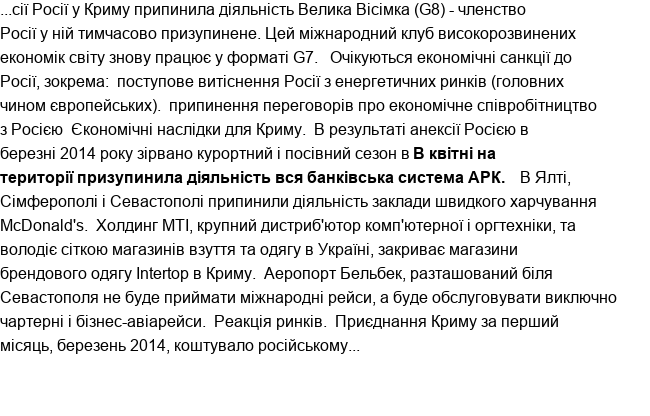 ...сії Росії у Криму припинила діяльність Велика Вісімка (G8) - членство
Росії у ній тимчасово призупинене. Цей міжнародний клуб високорозвинених
економік світу знову працює у форматі G7.   Очікуються економічні санкції до
Росії, зокрема:  поступове витіснення Росії з енергетичних ринків (головних
чином європейських).  припинення переговорів про економічне співробітництво
з Росією  Єкономічні наслідки для Криму.  В результаті анексії Росією в
березні 2014 року зірвано курортний і посівний сезон в В квітні на
території призупинила діяльність вся банківська система АРК.    В Ялті,
Сімферополі і Севастополі припинили діяльність заклади швидкого харчування
McDonald's.  Холдинг МТІ, крупний дистриб'ютор комп'ютерної і оргтехніки, та
володіє сіткою магазинів взуття та одягу в Україні, закриває магазини
брендового одягу Intertop в Криму.  Аеропорт Бельбек, разташований біля
Севастополя не буде приймати міжнародні рейси, а буде обслуговувати виключно
чартерні і бізнес-авіарейси.  Реакція ринків.  Приєднання Криму за перший
місяць, березень 2014, коштувало російському...